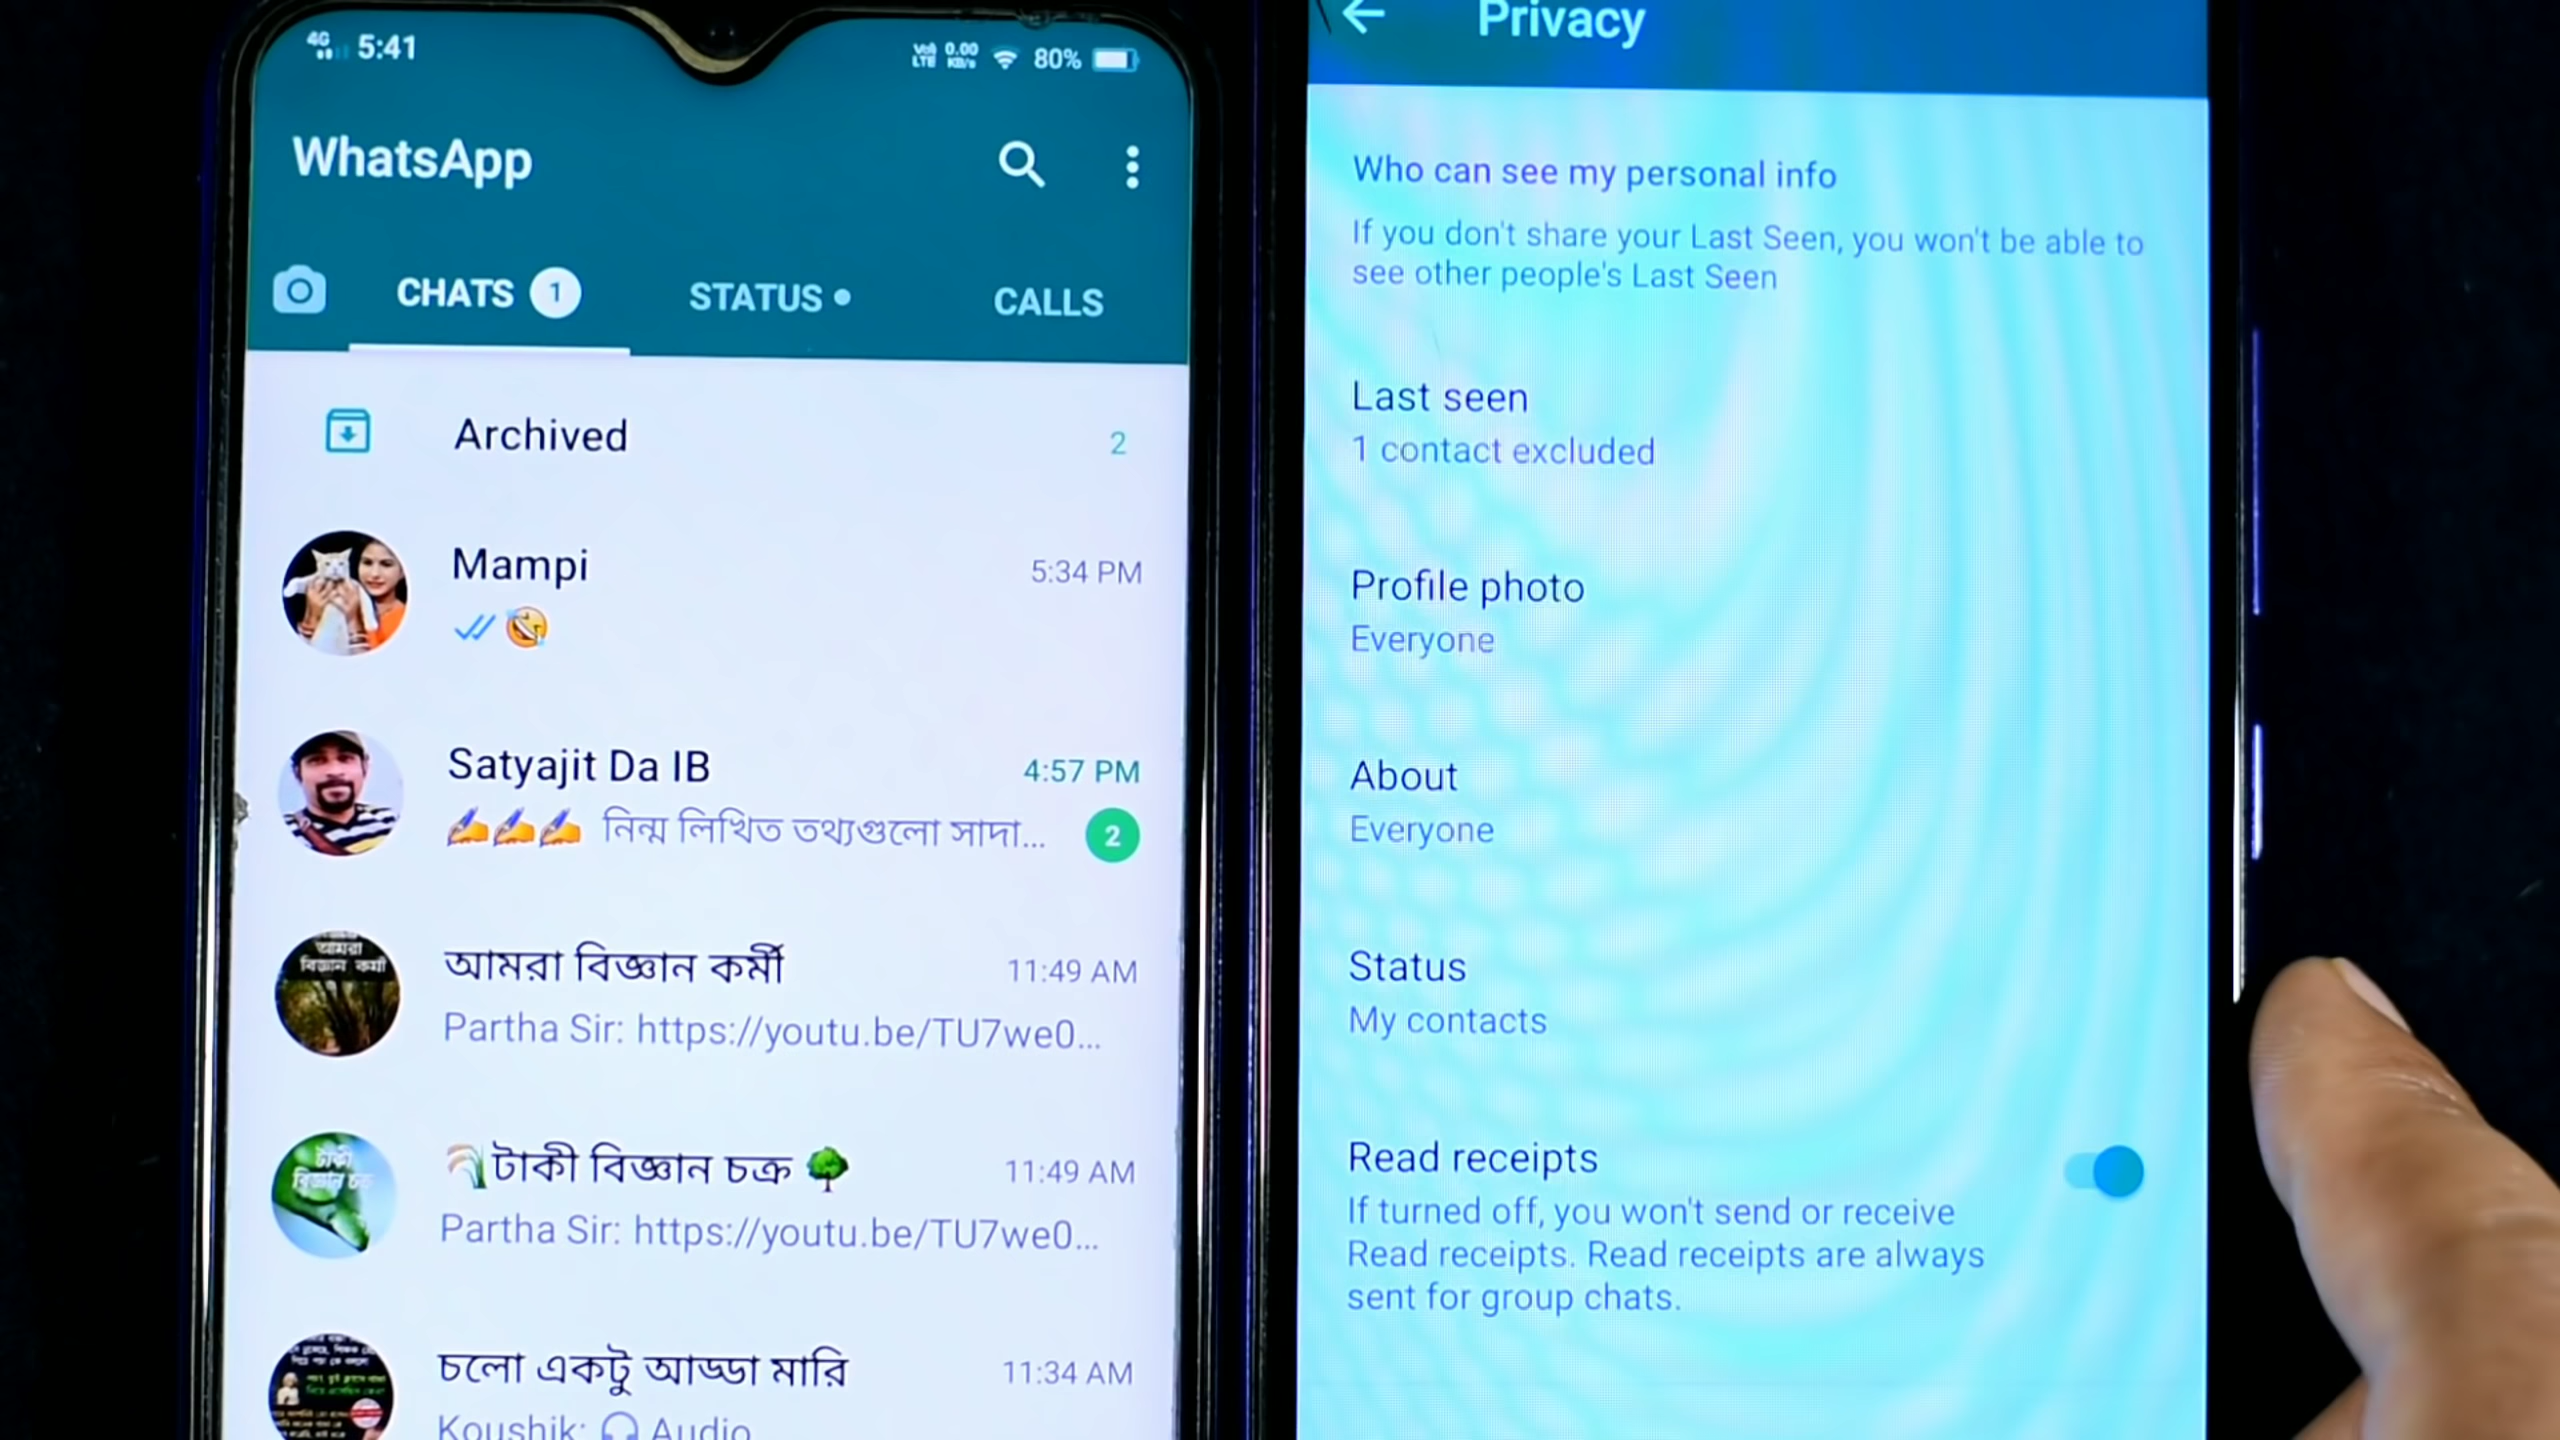 4G 5:41
0.00 KB/s 80%
WhatsApp
CHATS 1 STATUS CALLS
Archived 2
Mampi 5:34 PM
🤣
Satyajit Da IB 4:57 PM
✍✍✍ নিম্ন লিখিত তথ্যগুলো সাদা... 2
আমরা বিজ্ঞান কর্মী 11:49 AM
Partha Sir: https://youtu.be/TU7we0...
টাকী বিজ্ঞান চক্র 🌳 11:49 AM
Partha Sir: https://youtu.be/TU7we0...
চলো একটু আড্ডা মারি 11:34 AM
Koushik: 🎧 Audio
আমরা
বিজ্ঞান কর্মী
টাকী
বিজ্ঞান চক্র
Privacy
Who can see my personal info
If you don't share your Last Seen, you won't be able to
see other people's Last Seen
Last seen
1 contact excluded
Profile photo
Everyone
About
Everyone
Status
My contacts
Read receipts
If turned off, you won't send or receive
Read receipts. Read receipts are always
sent for group chats.